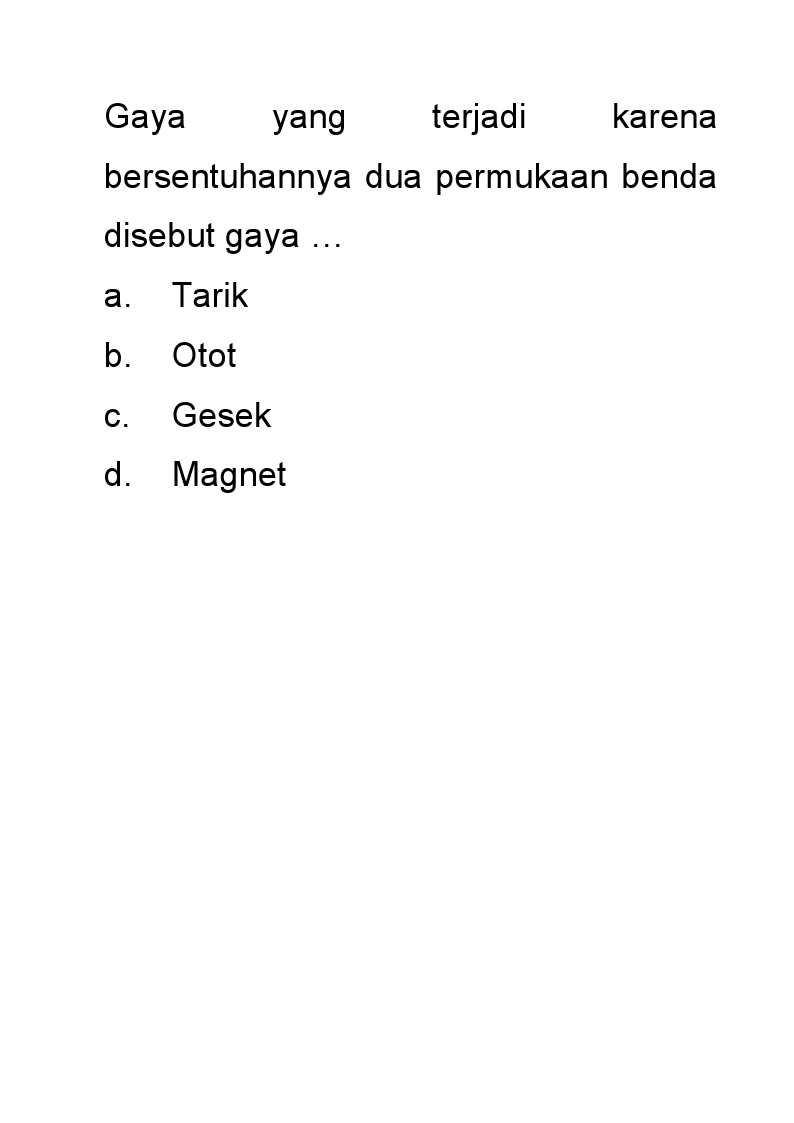 Gaya yang terjadi karena
bersentuhannya dua permukaan benda
disebut gaya …
a. Tarik
b. Otot
c. Gesek
d. Magnet